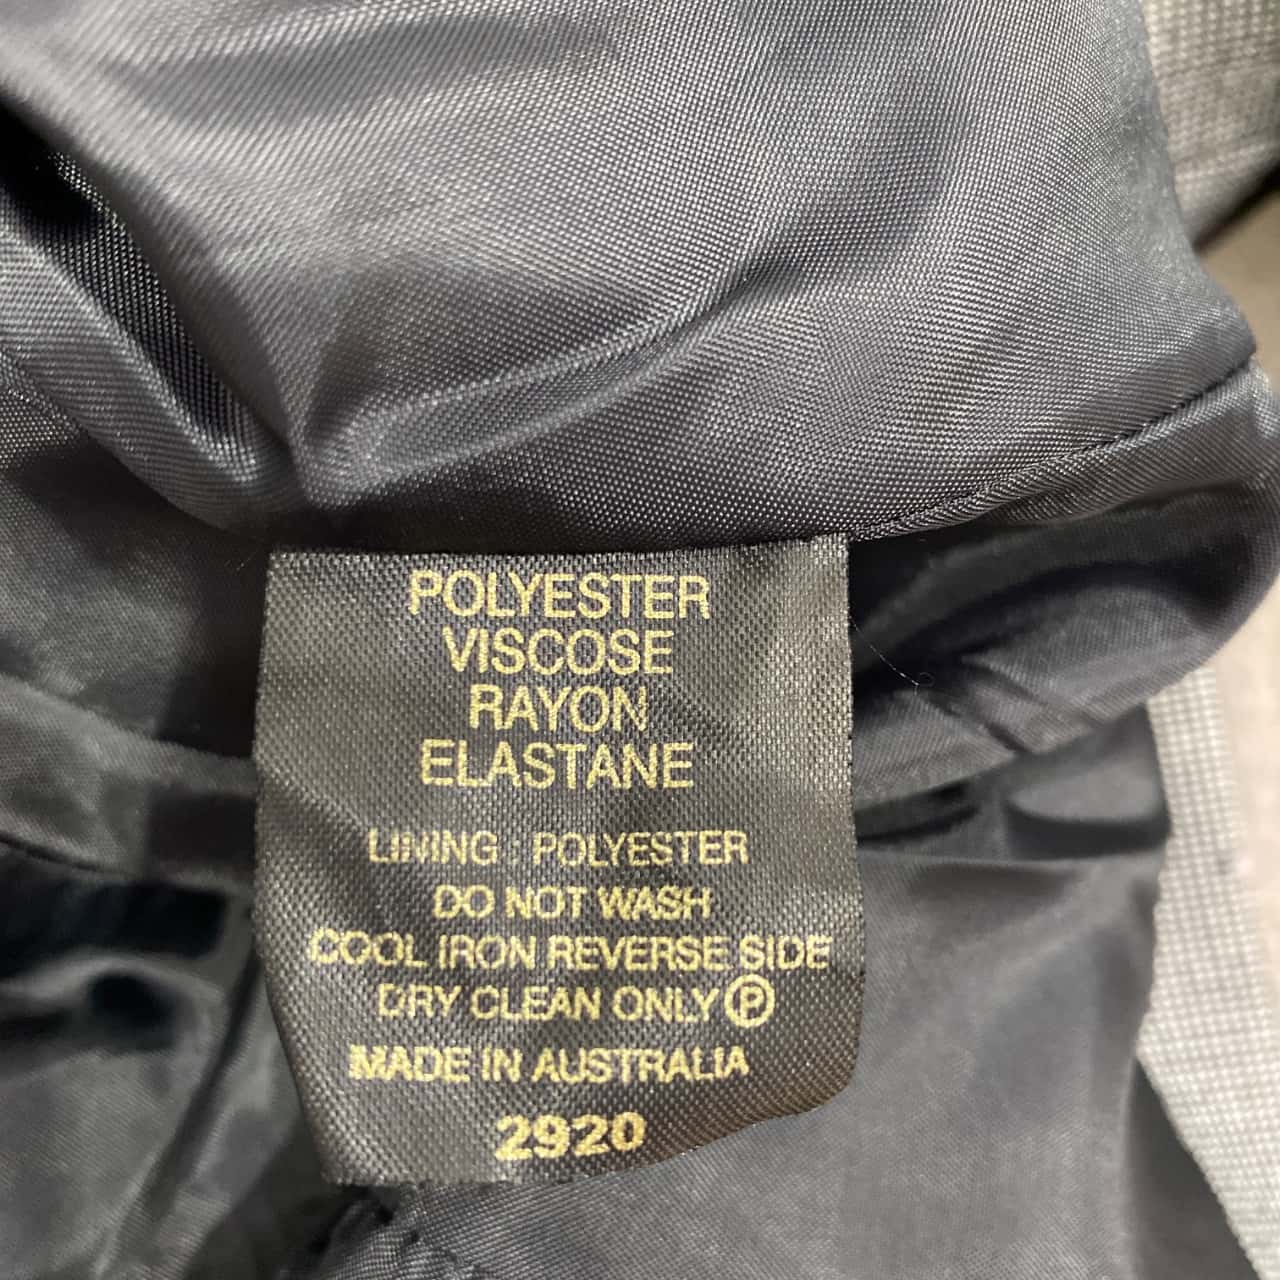 POLYESTER
VISCOSE
RAYON
ELASTANE
LINING : POLYESTER
DO NOT WASH
COOL IRON REVERSE SIDE
DRY CLEAN ONLY Ⓟ
MADE IN AUSTRALIA
2920